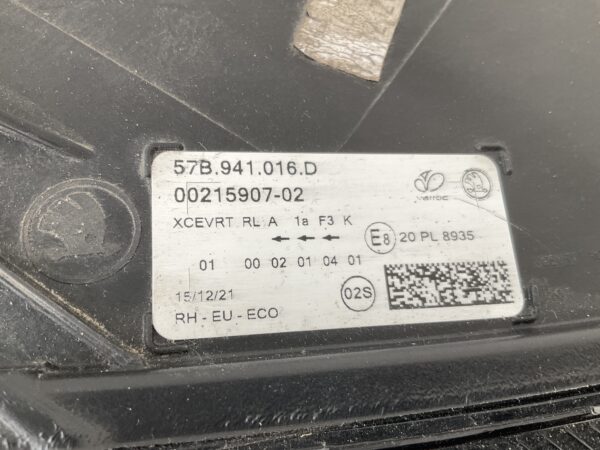 57B.941.016.D
00215907-02
XCEVRT RL A 1a F3 K
E8 20 PL 8935
01 00 02 01 04 01
15/12/21
02S
RH - EU - ECO